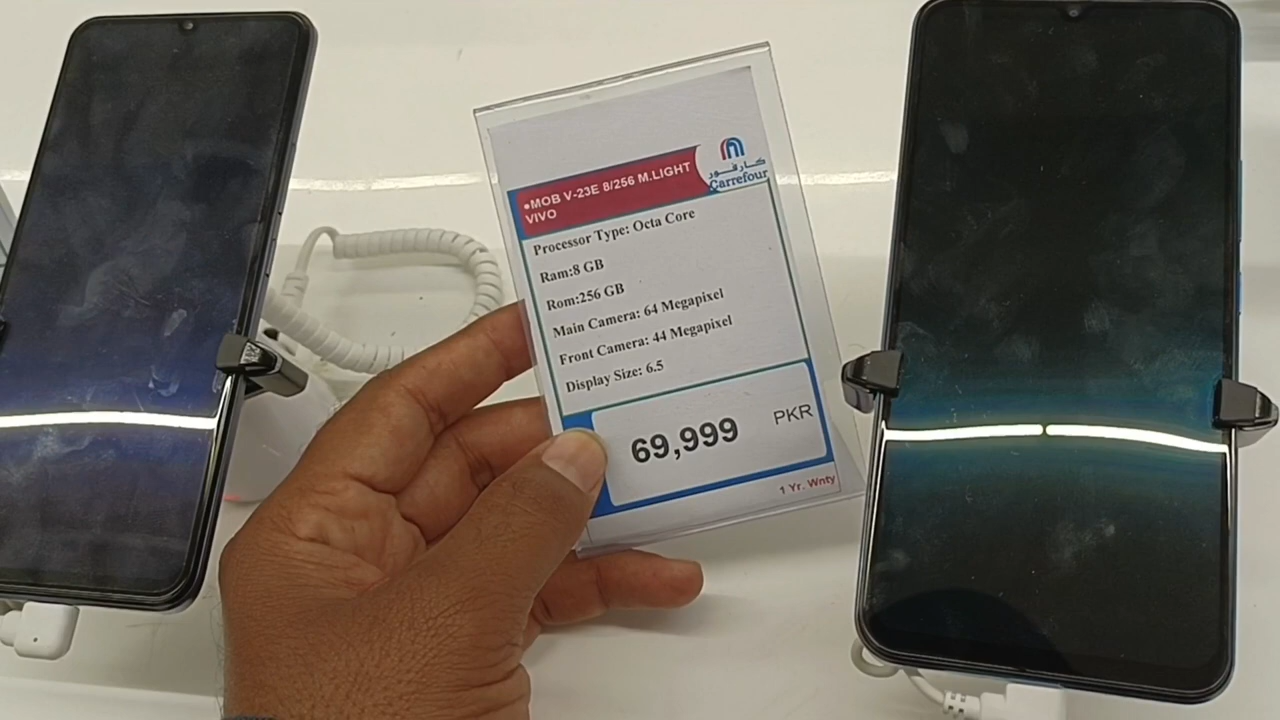 كارفور
Carrefour
•MOB V-23E 8/256 M.LIGHT
VIVO
Processor Type: Octa Core
Ram:8 GB
Rom:256 GB
Main Camera: 64 Megapixel
Front Camera: 44 Megapixel
Display Size: 6.5
69,999 PKR
1 Yr. Wnty